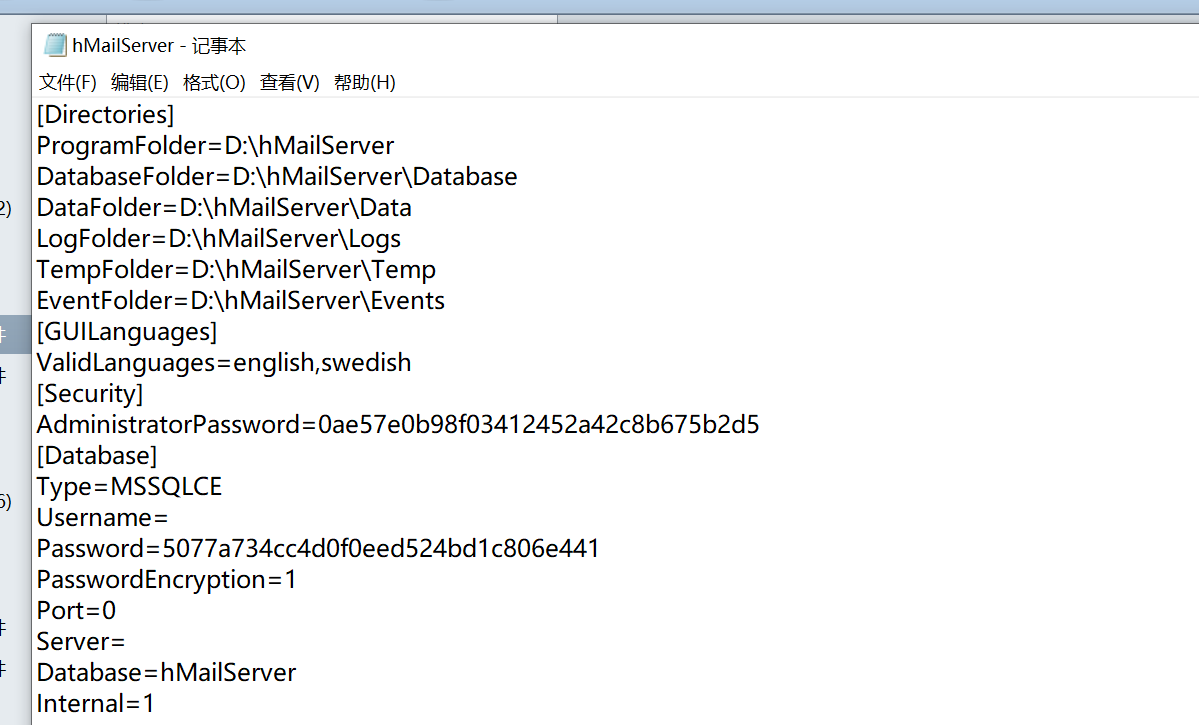 hMailServer - 记事本
文件(F) 编辑(E) 格式(O) 查看(V) 帮助(H)
[Directories]
ProgramFolder=D:\hMailServer
DatabaseFolder=D:\hMailServer\Database
DataFolder=D:\hMailServer\Data
LogFolder=D:\hMailServer\Logs
TempFolder=D:\hMailServer\Temp
EventFolder=D:\hMailServer\Events
[GUILanguages]
ValidLanguages=english,swedish
[Security]
AdministratorPassword=0ae57e0b98f03412452a42c8b675b2d5
[Database]
Type=MSSQLCE
Username=
Password=5077a734cc4d0f0eed524bd1c806e441
PasswordEncryption=1
Port=0
Server=
Database=hMailServer
Internal=1